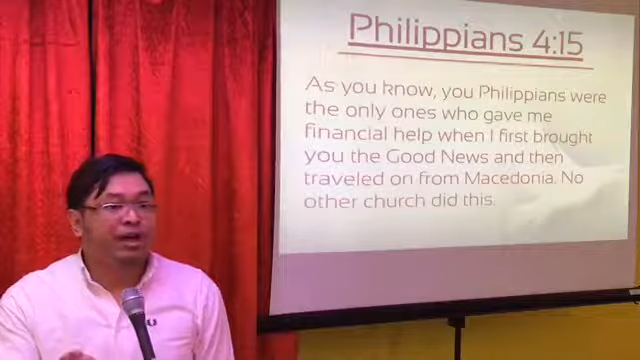 Philippians 4:15
As you know, you Philippians were
the only ones who gave me
financial help when I first brought
you the Good News and then
traveled on from Macedonia. No
other church did this.